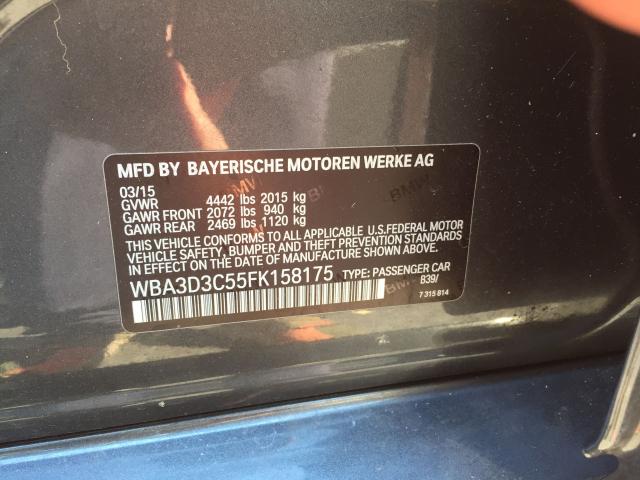 MFD BY BAYERISCHE MOTOREN WERKE AG
03/15
GVWR 4442 lbs 2015 kg
GAWR FRONT 2072 lbs 940 kg
GAWR REAR 2469 lbs 1120 kg
THIS VEHICLE CONFORMS TO ALL APPLICABLE U.S.FEDERAL MOTOR
VEHICLE SAFETY, BUMPER AND THEFT PREVENTION STANDARDS
IN EFFECT ON THE DATE OF MANUFACTURE SHOWN ABOVE.
WBA3D3C55FK158175 TYPE: PASSENGER CAR
B39/
7 315 814